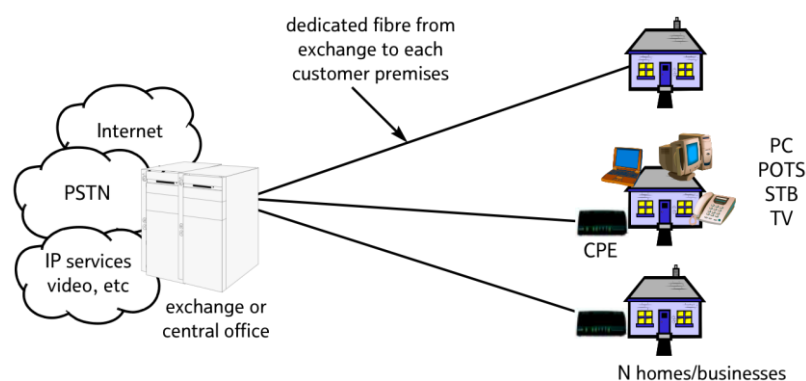 dedicated fibre from
exchange to each
customer premises
Internet
PSTN
IP services
video, etc
exchange or
central office
CPE
PC
POTS
STB
TV
N homes/businesses